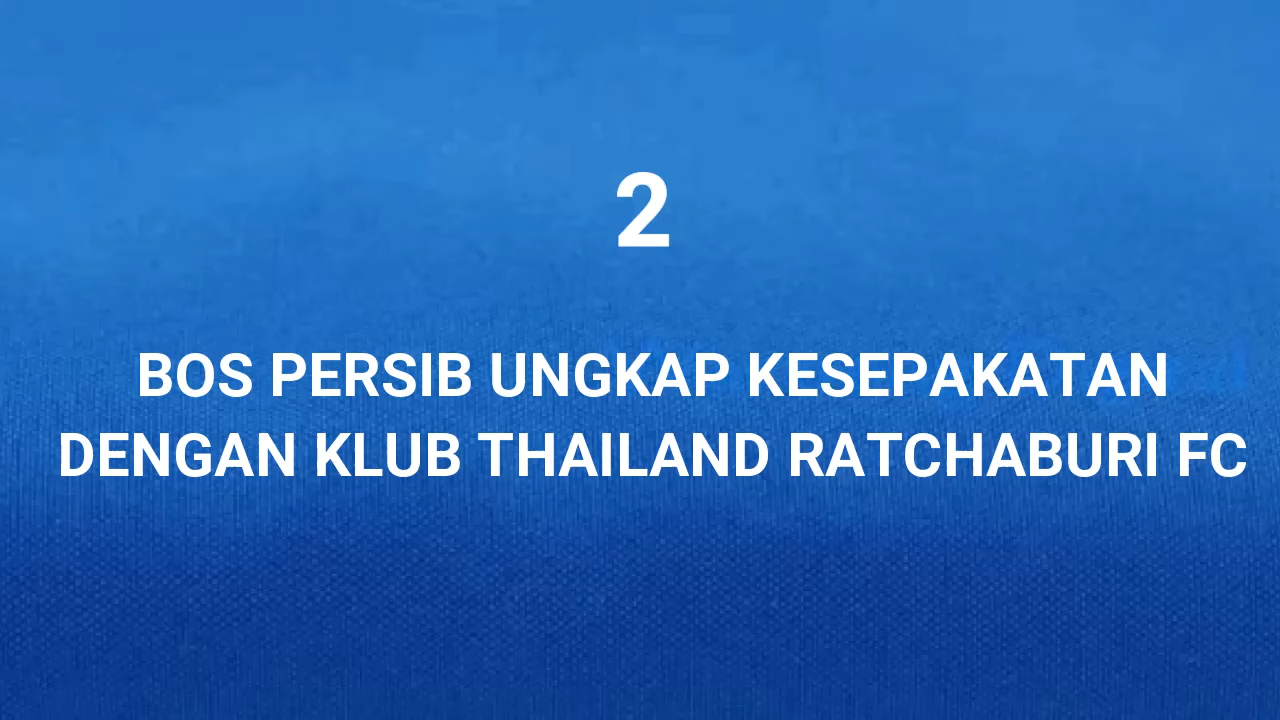 2
BOS PERSIB UNGKAP KESEPAKATAN
DENGAN KLUB THAILAND RATCHABURI FC